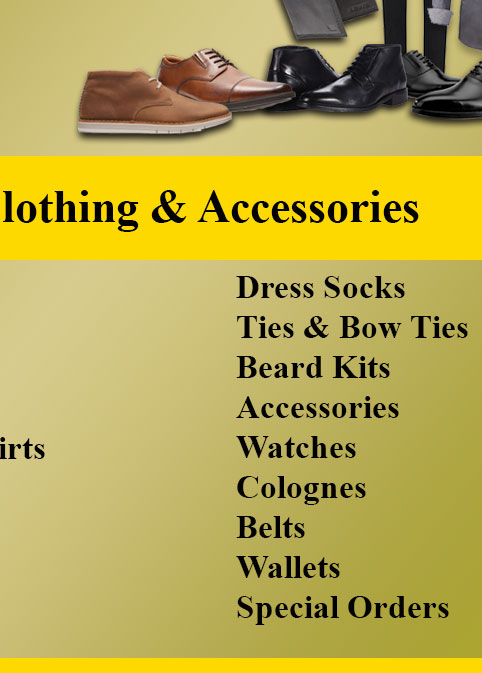 lothing & Accessories
Dress Socks
Ties & Bow Ties
Beard Kits
Accessories
irts
Watches
Colognes
Belts
Wallets
Special Orders